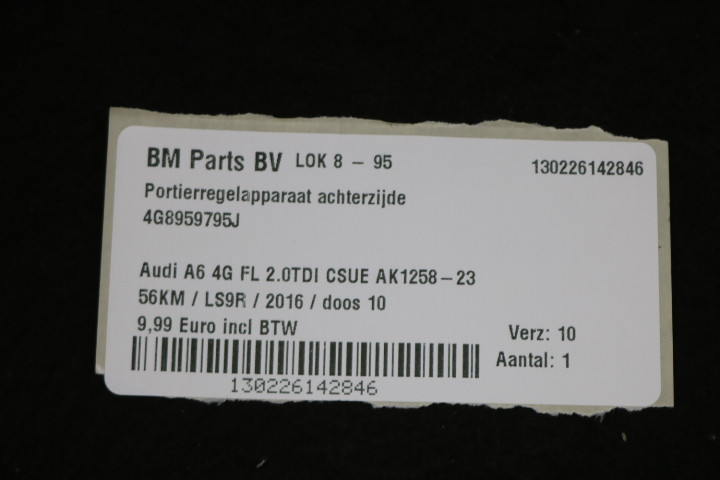 BM Parts BV LOK 8 - 95
130226142846
Portierregelapparaat achterzijde
4G8959795J
Audi A6 4G FL 2.0TDI CSUE AK1258-23
56KM / LS9R / 2016 / doos 10
9,99 Euro incl BTW
Verz: 10
Aantal: 1
130226142846